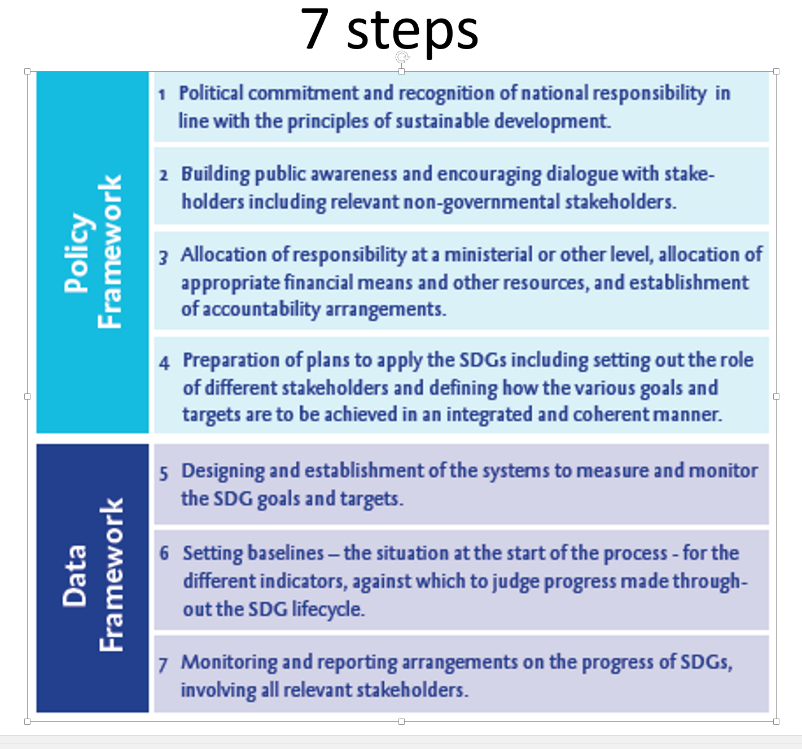 7 steps
Policy
Framework
1 Political commitment and recognition of national responsibility in
line with the principles of sustainable development.
2 Building public awareness and encouraging dialogue with stake-
holders including relevant non-governmental stakeholders.
3 Allocation of responsibility at a ministerial or other level, allocation of
appropriate financial means and other resources, and establishment
of accountability arrangements.
4 Preparation of plans to apply the SDGs including setting out the role
of different stakeholders and defining how the various goals and
targets are to be achieved in an integrated and coherent manner.
Data
Framework
5 Designing and establishment of the systems to measure and monitor
the SDG goals and targets.
6 Setting baselines – the situation at the start of the process - for the
different indicators, against which to judge progress made through-
out the SDG lifecycle.
7 Monitoring and reporting arrangements on the progress of SDGs,
involving all relevant stakeholders.